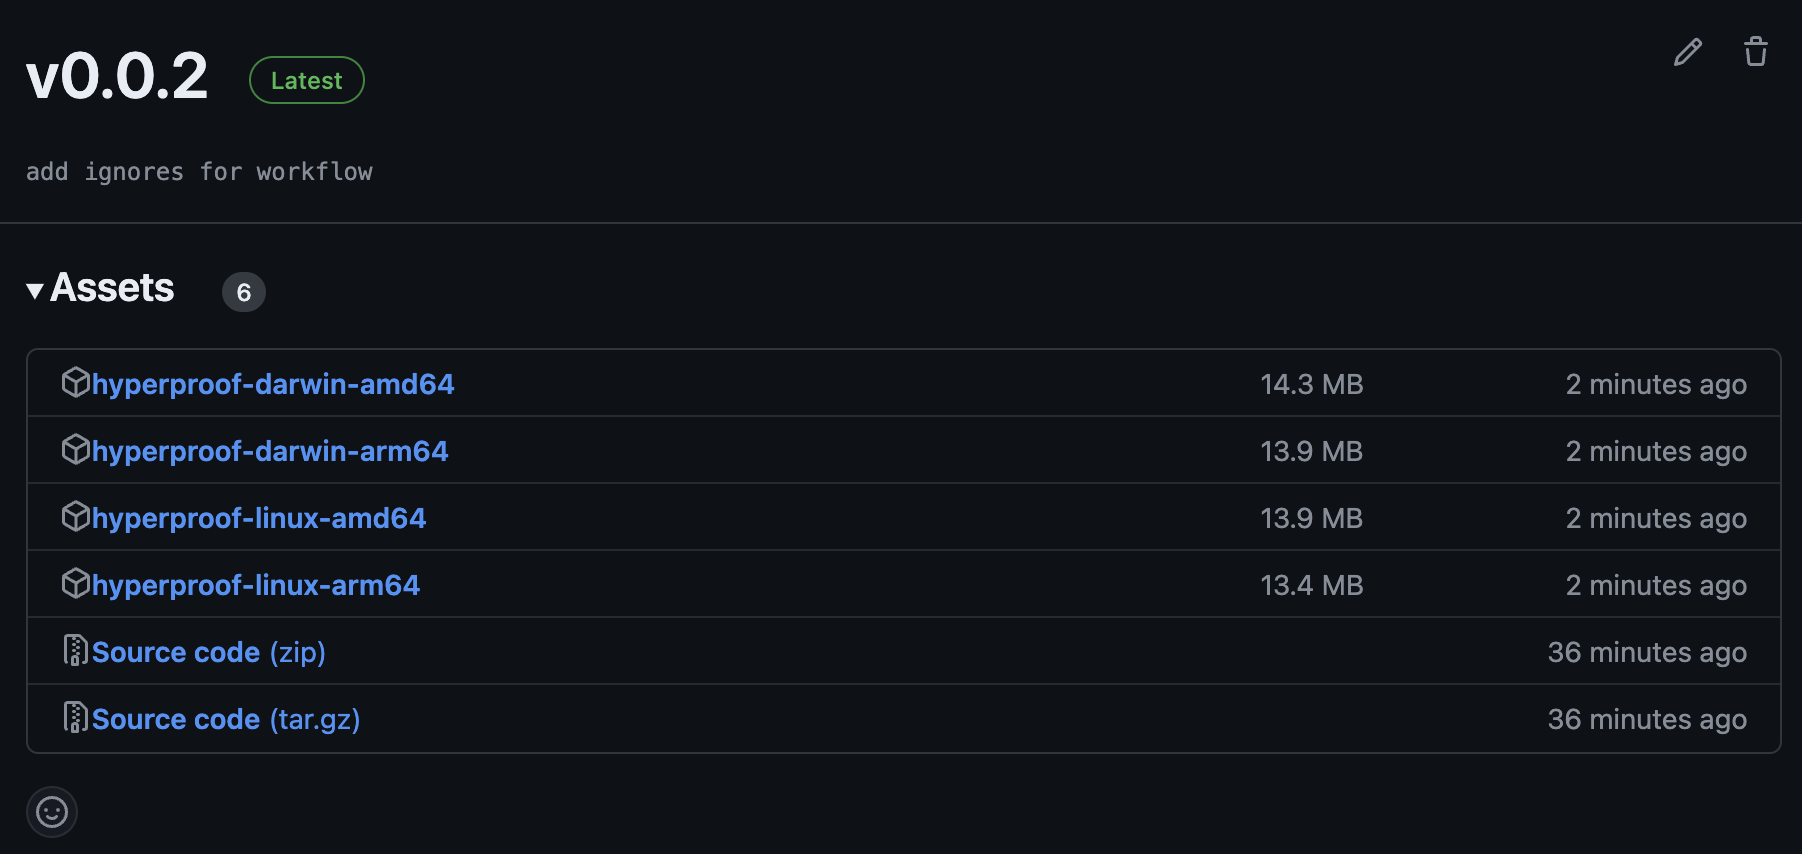 v0.0.2 Latest
add ignores for workflow
Assets 6
hyperproof-darwin-amd64 14.3 MB 2 minutes ago
hyperproof-darwin-arm64 13.9 MB 2 minutes ago
hyperproof-linux-amd64 13.9 MB 2 minutes ago
hyperproof-linux-arm64 13.4 MB 2 minutes ago
Source code (zip) 36 minutes ago
Source code (tar.gz) 36 minutes ago